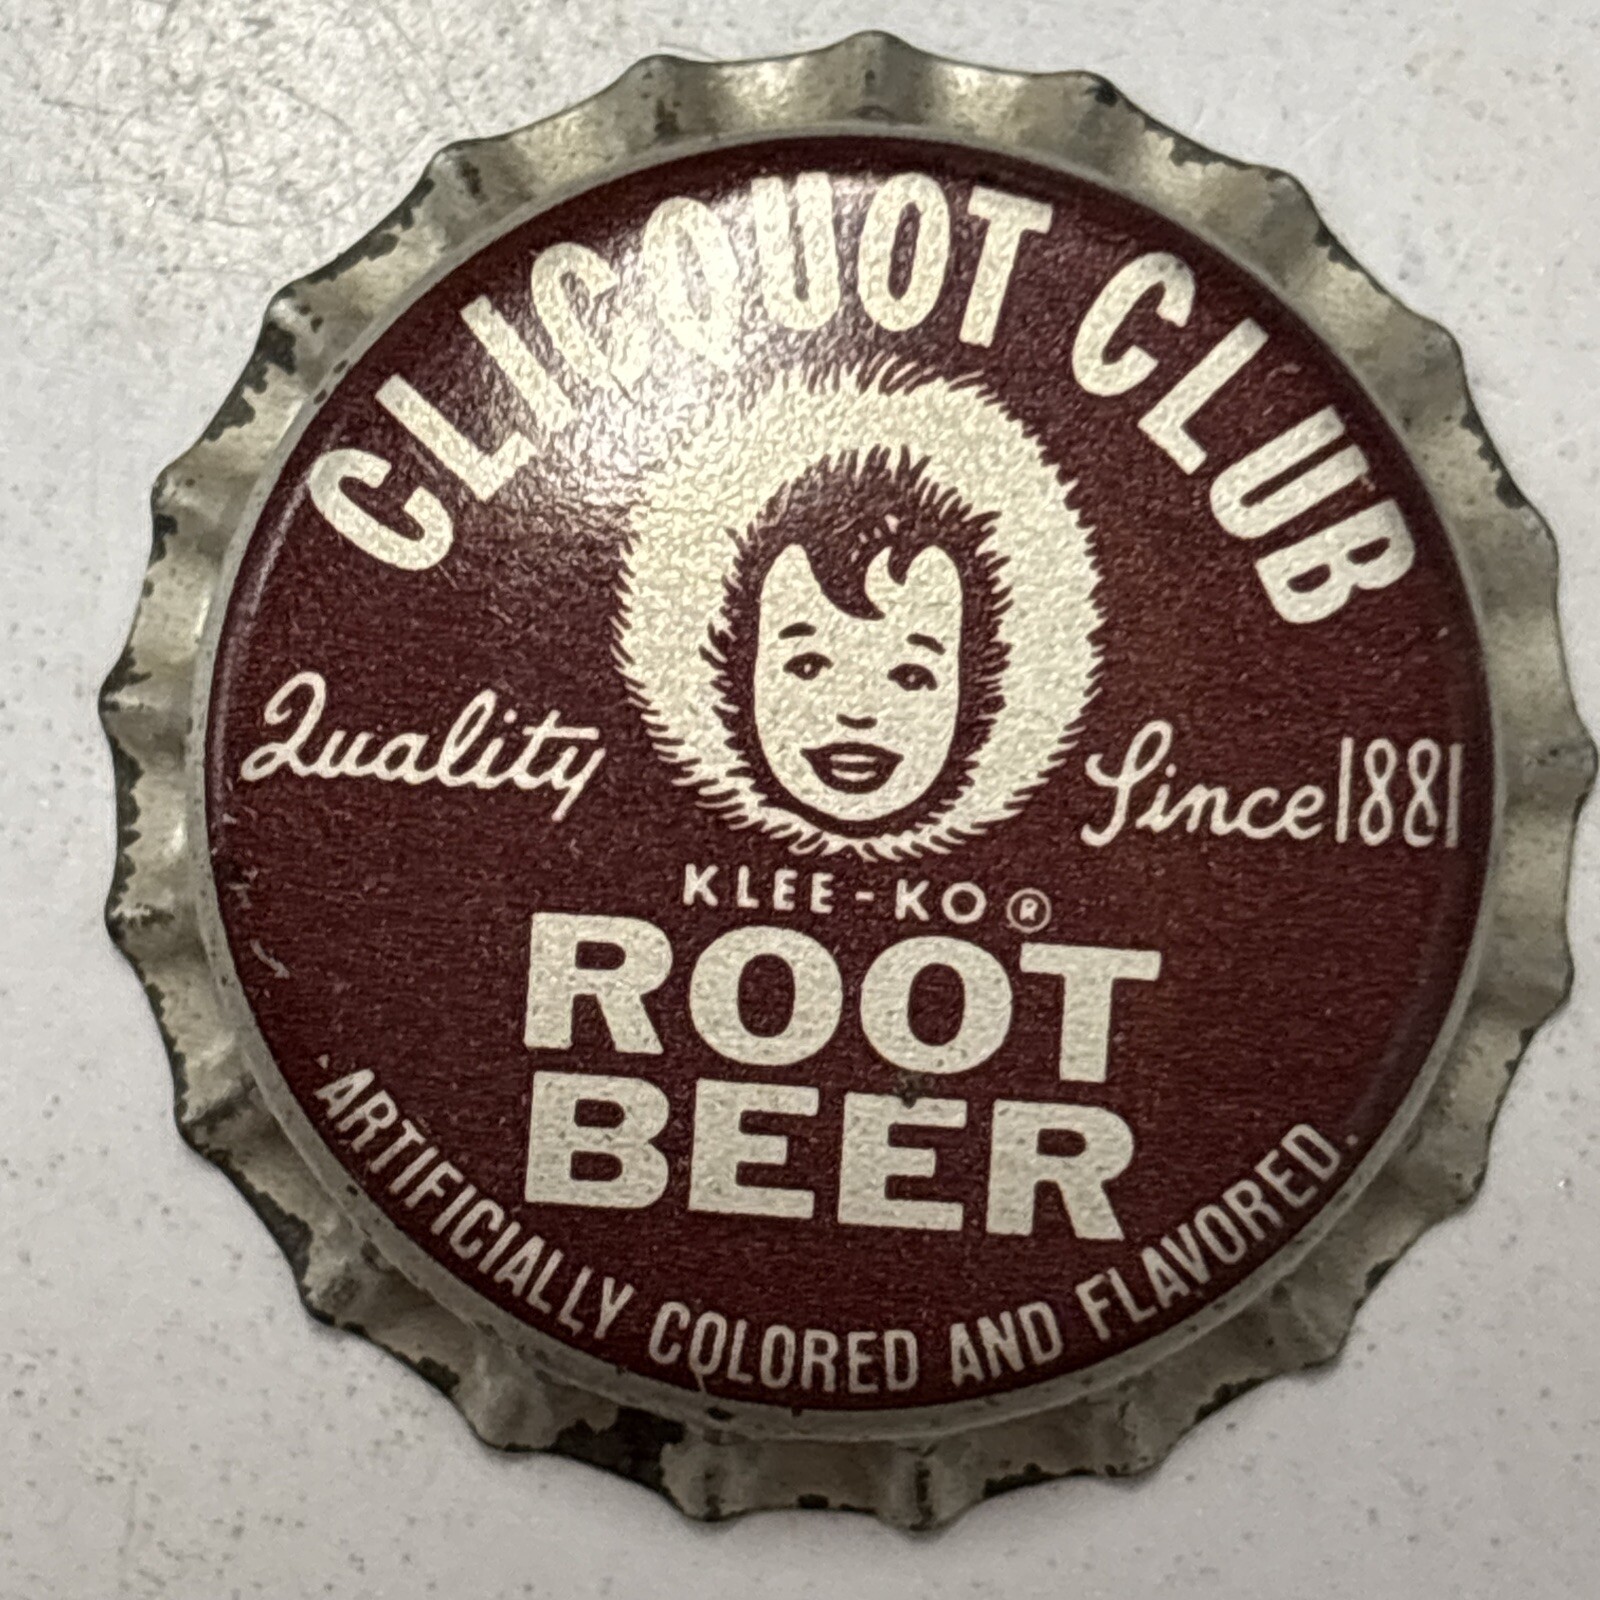 CLICQUOT CLUB
Quality Since 1881
KLEE-KO®
ROOT
BEER
ARTIFICIALLY COLORED AND FLAVORED.